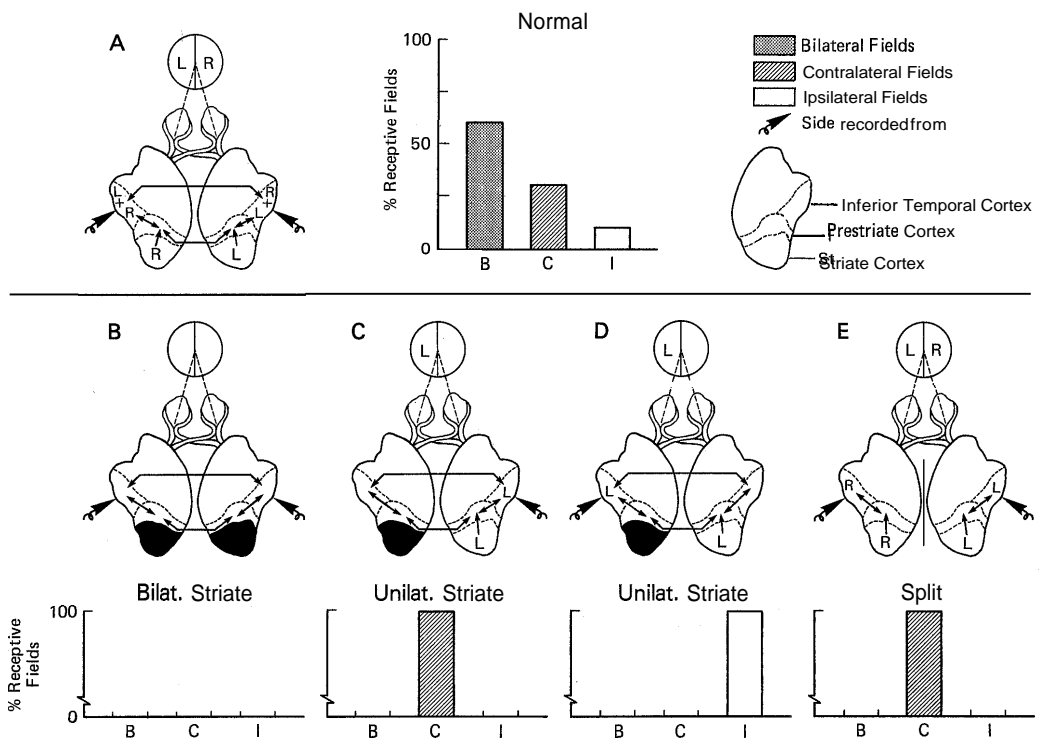 A
L R
L
+
R
R
+
L
R
L
Normal
100
50
0
% Receptive Fields
B C I
Bilateral Fields
Contralateral Fields
Ipsilateral Fields
Side recorded from
Inferior Temporal Cortex
Prestriate Cortex
Striate Cortex
B
C
L
L
L
D
L
L
L
E
L R
R
L
R
L
Bilat. Striate
Unilat. Striate
Unilat. Striate
Split
% Receptive
Fields
100
0
B C I
B C I
B C I
B C I